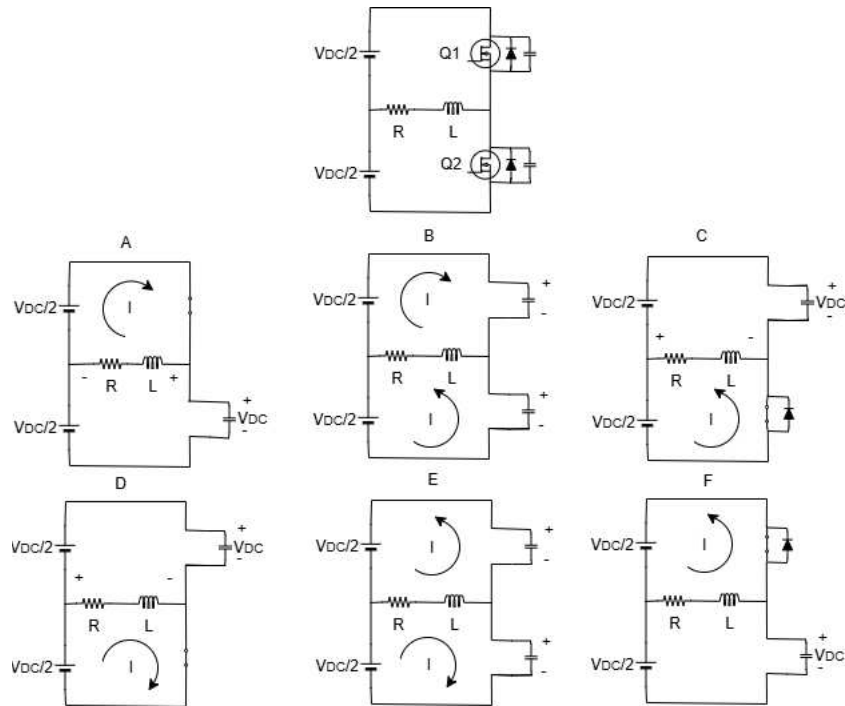 VDC/2 Q1
R L
VDC/2 Q2
A B C
VDC/2 I VDC/2 I + - VDC/2 + - VDC
- R L + R L + R L -
VDC/2 + - VDC VDC/2 I + - VDC/2 I
D E F
VDC/2 + - VDC VDC/2 I + - VDC/2 I
+ R L - R L R L
VDC/2 I VDC/2 I + - VDC/2 + - VDC